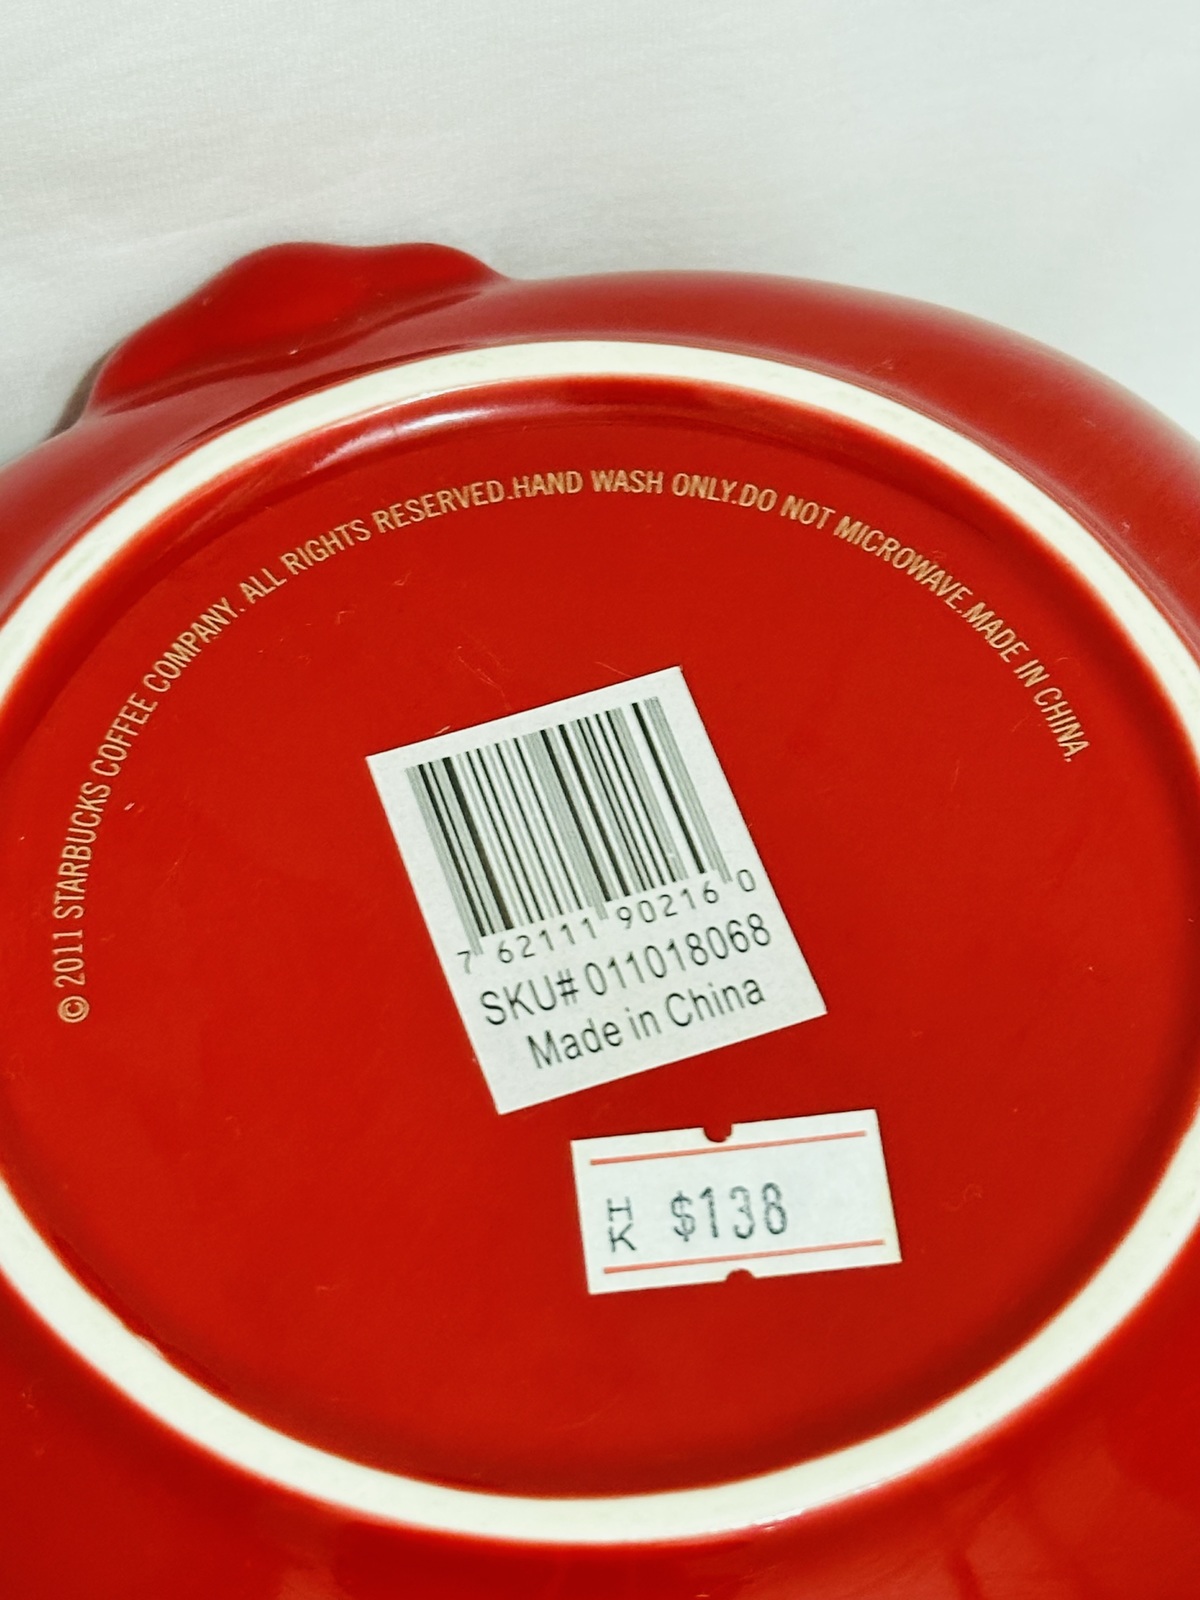 © 2011 STARBUCKS COFFEE COMPANY. ALL RIGHTS RESERVED.HAND WASH ONLY.DO NOT MICROWAVE.MADE IN CHINA.
7 62111 90216 0
SKU# 011018068
Made in China
HK $138